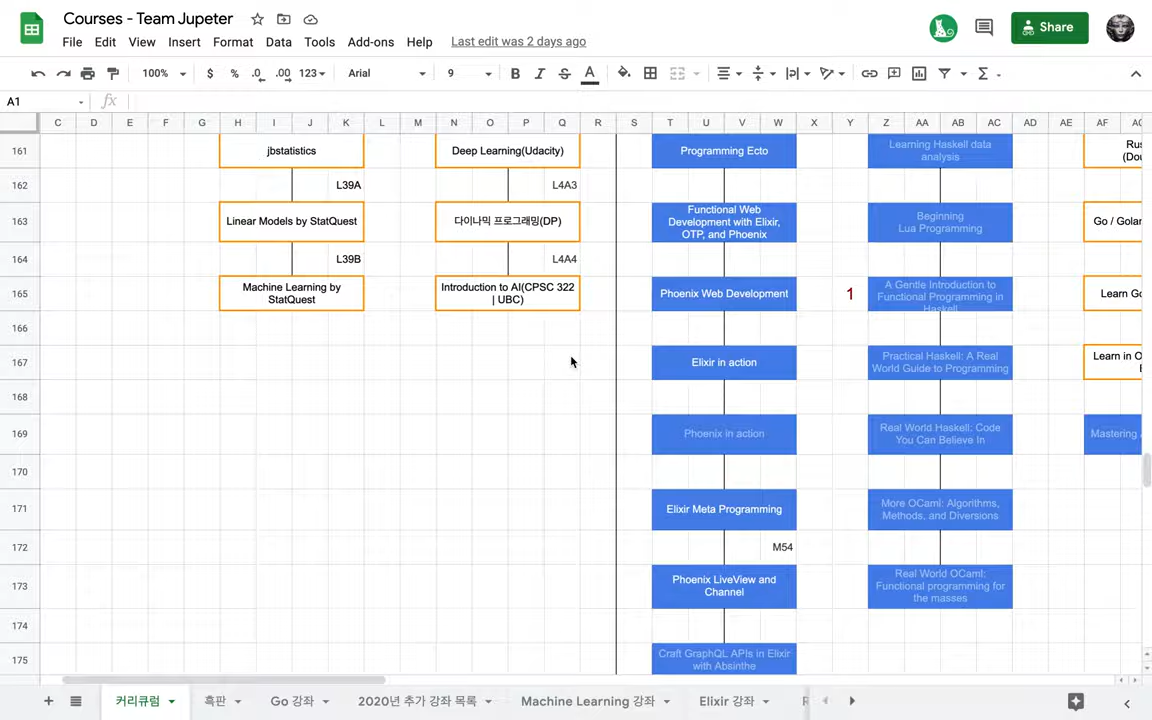 Courses - Team Jupeter
File Edit View Insert Format Data Tools Add-ons Help Last edit was 2 days ago
Share
100% $ % .0 .00 123 Arial 9 B I S A
A1 fx
C D E F G H I J K L M N O P Q R S T U V W X Y Z AA AB AC AD AE AF
161 jbstatistics Deep Learning(Udacity) Programming Ecto Learning Haskell data
analysis
162 L39A L4A3
163 Linear Models by StatQuest 다이나믹 프로그래밍(DP) Functional Web
Development with Elixir,
OTP, and Phoenix
Beginning
Lua Programming
Go / Golan
164 L39B L4A4
165 Machine Learning by
StatQuest
Introduction to AI(CPSC 322
| UBC)
Phoenix Web Development 1 A Gentle Introduction to
Functional Programming in
Haskell
Learn Go
166
167 Elixir in action Practical Haskell: A Real
World Guide to Programming
Learn in O
168
169 Phoenix in action Real World Haskell: Code
You Can Believe In
Mastering
170
171 Elixir Meta Programming More OCaml: Algorithms,
Methods, and Diversions
172 M54
173 Phoenix LiveView and
Channel
Real World OCaml:
Functional programming for
the masses
174
175 Craft GraphQL APIs in Elixir
with Absinthe
커리큘럼 흑판 Go 강좌 2020년 추가 강좌 목록 Machine Learning 강좌 Elixir 강좌